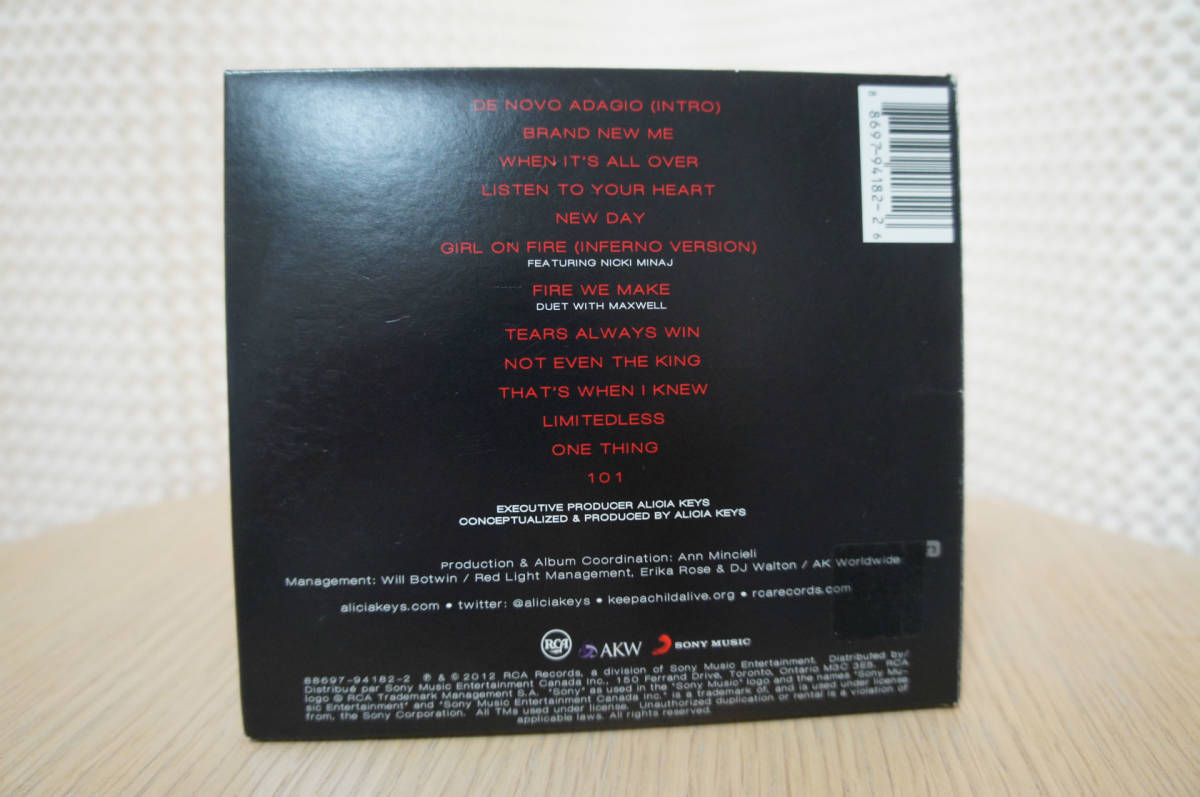 DE NOVO ADAGIO (INTRO)
BRAND NEW ME
WHEN IT'S ALL OVER
LISTEN TO YOUR HEART
NEW DAY
GIRL ON FIRE (INFERNO VERSION)
FEATURING NICKI MINAJ
FIRE WE MAKE
DUET WITH MAXWELL
TEARS ALWAYS WIN
NOT EVEN THE KING
THAT'S WHEN I KNEW
LIMITEDLESS
ONE THING
101
EXECUTIVE PRODUCER ALICIA KEYS
CONCEPTUALIZED & PRODUCED BY ALICIA KEYS
Production & Album Coordination: Ann Mincieli
Management: Will Botwin / Red Light Management, Erika Rose & DJ Walton / AK Worldwide
aliciakeys.com • twitter: @aliciakeys • keepachildalive.org • rcarecords.com
RCA AKW SONY MUSIC
88697-94182-2 ℗ & © 2012 RCA Records, a division of Sony Music Entertainment. Distributed by/
Distribué par Sony Music Entertainment Canada Inc., 150 Ferrand Drive, Toronto, Ontario M3C 3E5. RCA
logo ® RCA Trademark Management S.A. "Sony" as used in the "Sony Music" logo and the names "Sony Mu-
sic Entertainment" and "Sony Music Entertainment Canada Inc." is a trademark of, and is used under license
from, the Sony Corporation. All TMs used under license. Unauthorized duplication or rental is a violation of
applicable laws. All rights reserved.
8 86979-41822 6